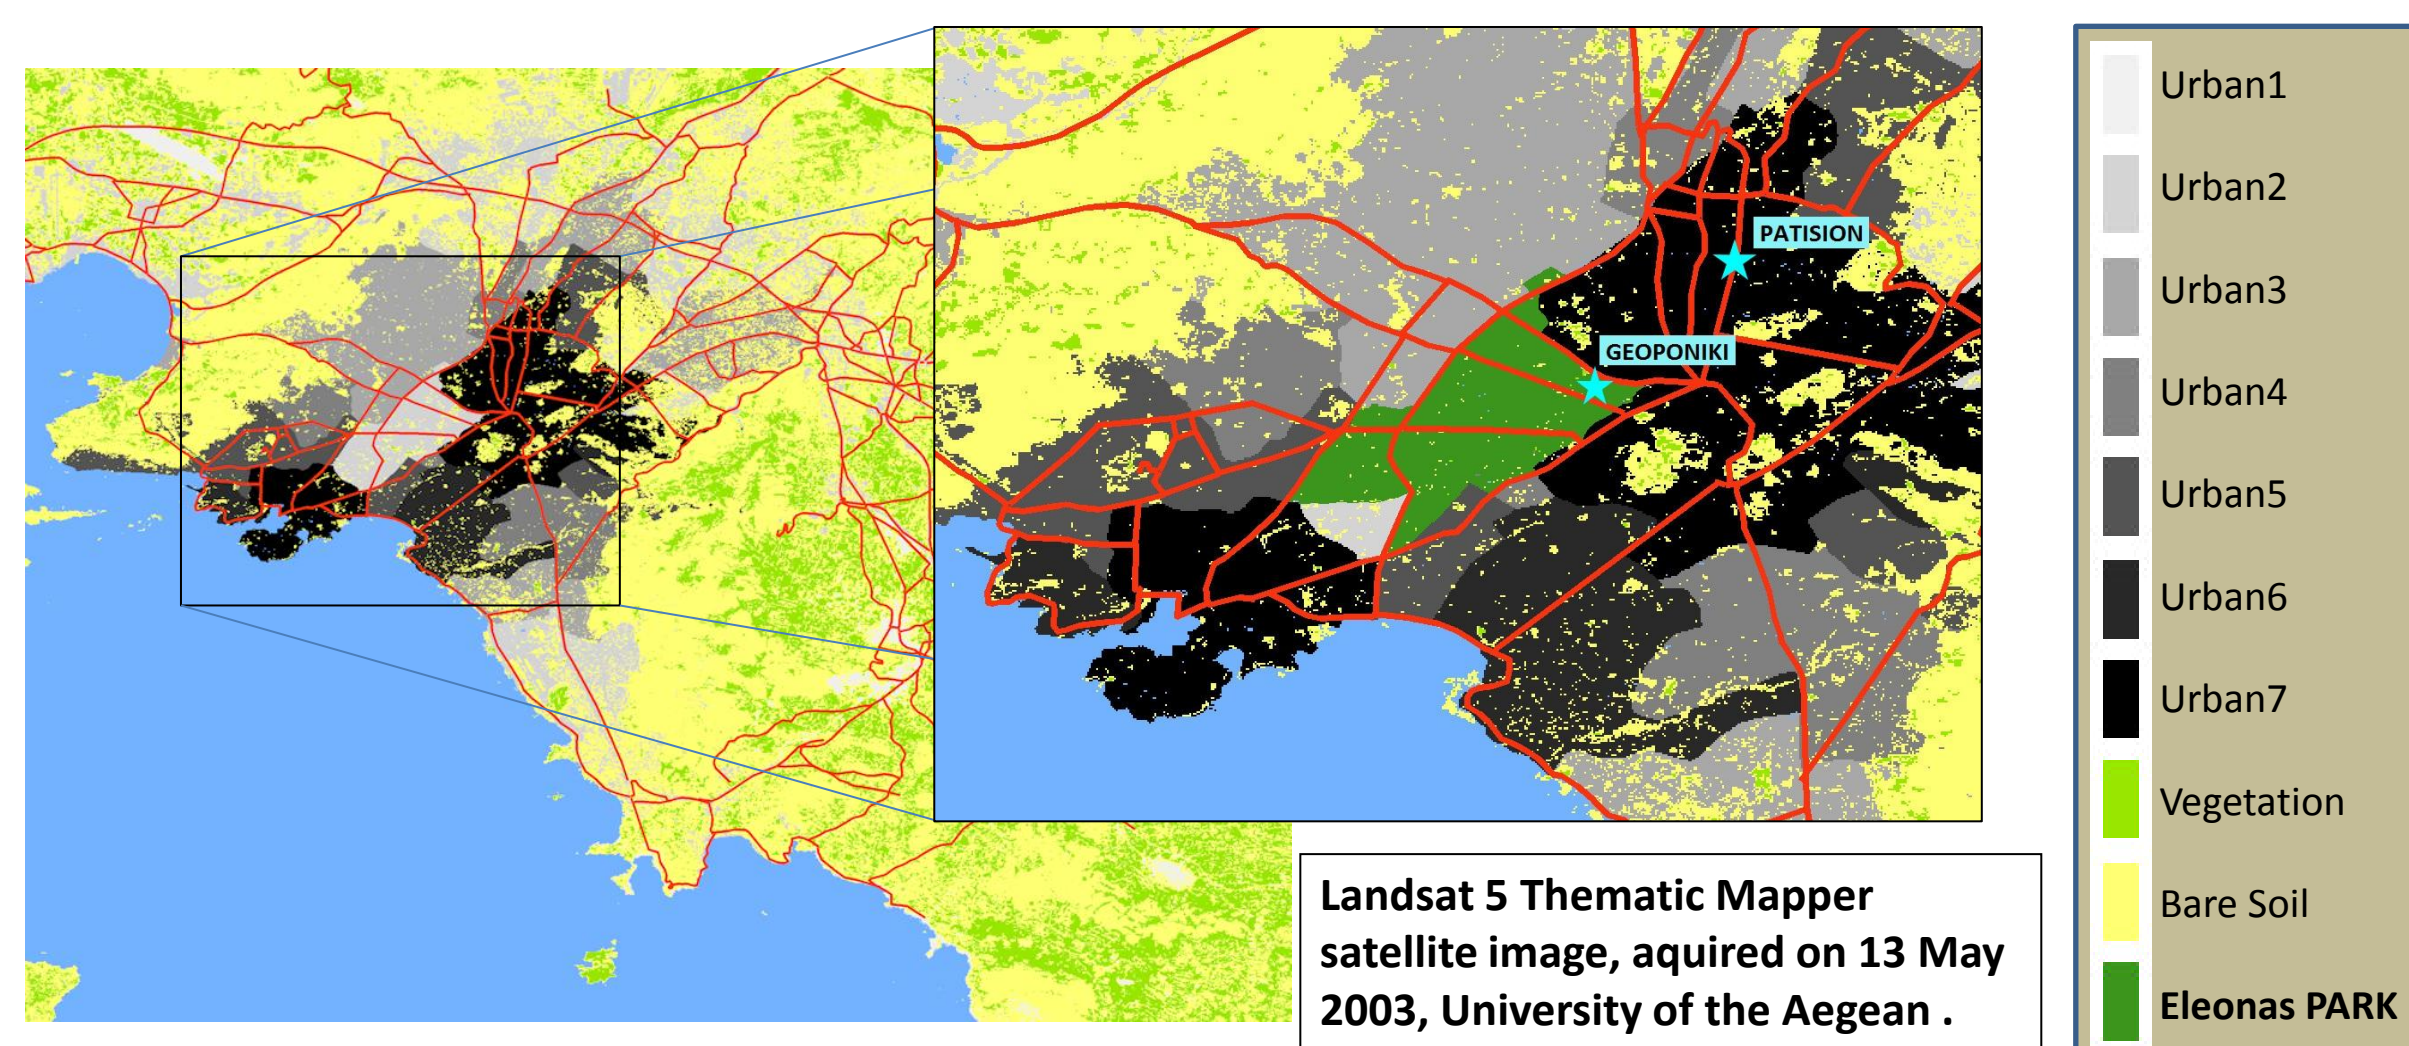 PATISION
GEOPONIKI
Landsat 5 Thematic Mapper
satellite image, aquired on 13 May
2003, University of the Aegean .
Urban1
Urban2
Urban3
Urban4
Urban5
Urban6
Urban7
Vegetation
Bare Soil
Eleonas PARK